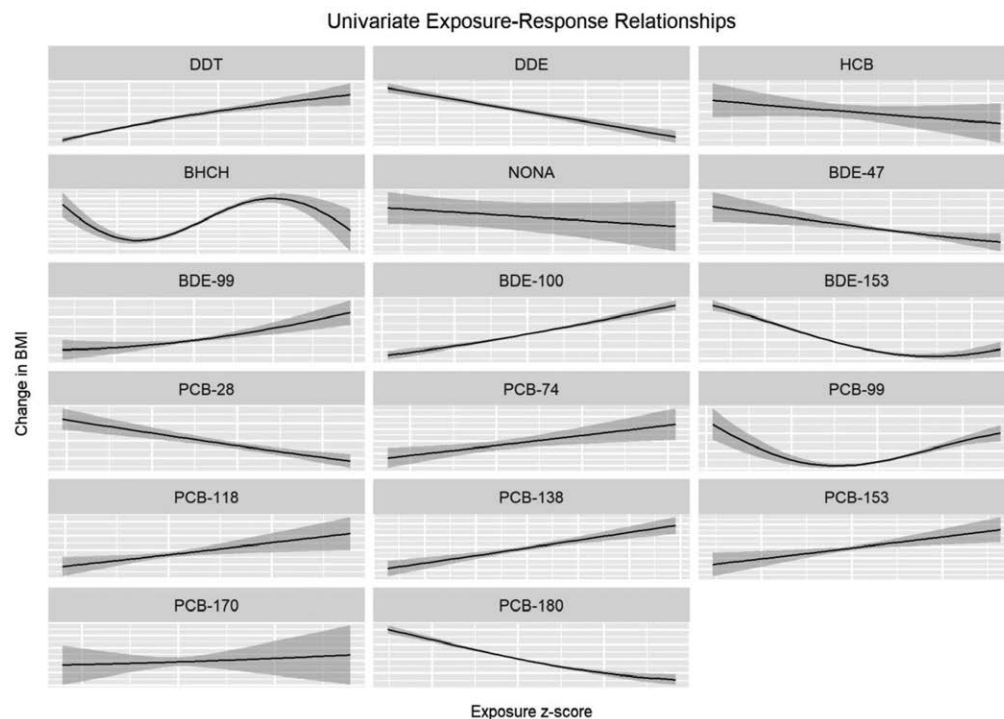 Univariate Exposure-Response Relationships
DDT DDE HCB
BHCH NONA BDE-47
BDE-99 BDE-100 BDE-153
Change in BMI
PCB-28 PCB-74 PCB-99
PCB-118 PCB-138 PCB-153
PCB-170 PCB-180
Exposure z-score